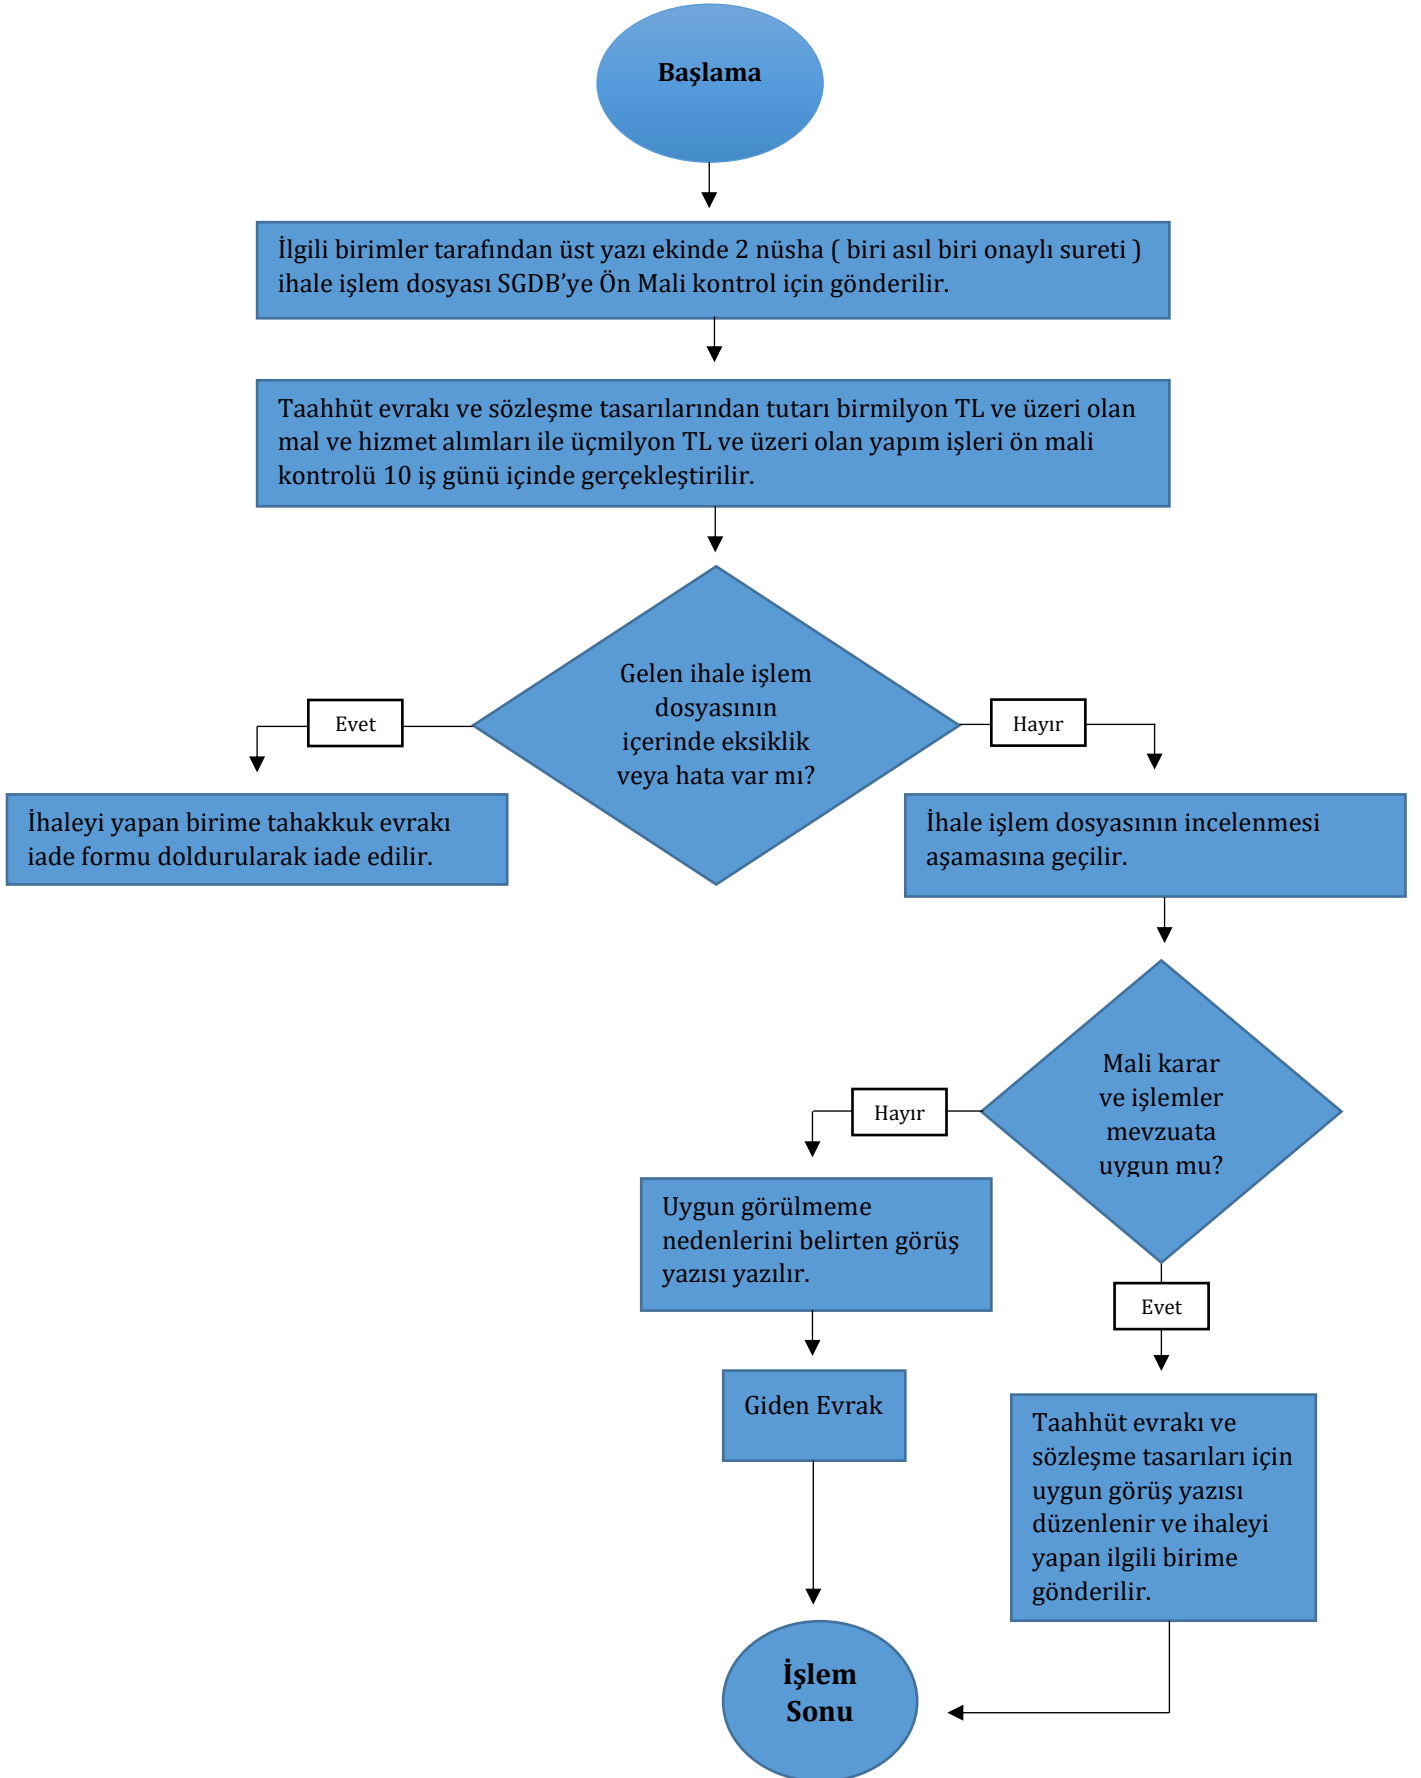 Başlama
İlgili birimler tarafından üst yazı ekinde 2 nüsha ( biri asıl biri onaylı sureti )
ihale işlem dosyası SGDB’ye Ön Mali kontrol için gönderilir.
Taahhüt evrakı ve sözleşme tasarılarından tutarı birmilyon TL ve üzeri olan
mal ve hizmet alımları ile üçmilyon TL ve üzeri olan yapım işleri ön mali
kontrolü 10 iş günü içinde gerçekleştirilir.
Gelen ihale işlem
dosyasının
içerinde eksiklik
veya hata var mı?
Evet
Hayır
İhaleyi yapan birime tahakkuk evrakı
iade formu doldurularak iade edilir.
İhale işlem dosyasının incelenmesi
aşamasına geçilir.
Mali karar
ve işlemler
mevzuata
uygun mu?
Hayır
Uygun görülmeme
nedenlerini belirten görüş
yazısı yazılır.
Evet
Giden Evrak
Taahhüt evrakı ve
sözleşme tasarıları için
uygun görüş yazısı
düzenlenir ve ihaleyi
yapan ilgili birime
gönderilir.
İşlem
Sonu